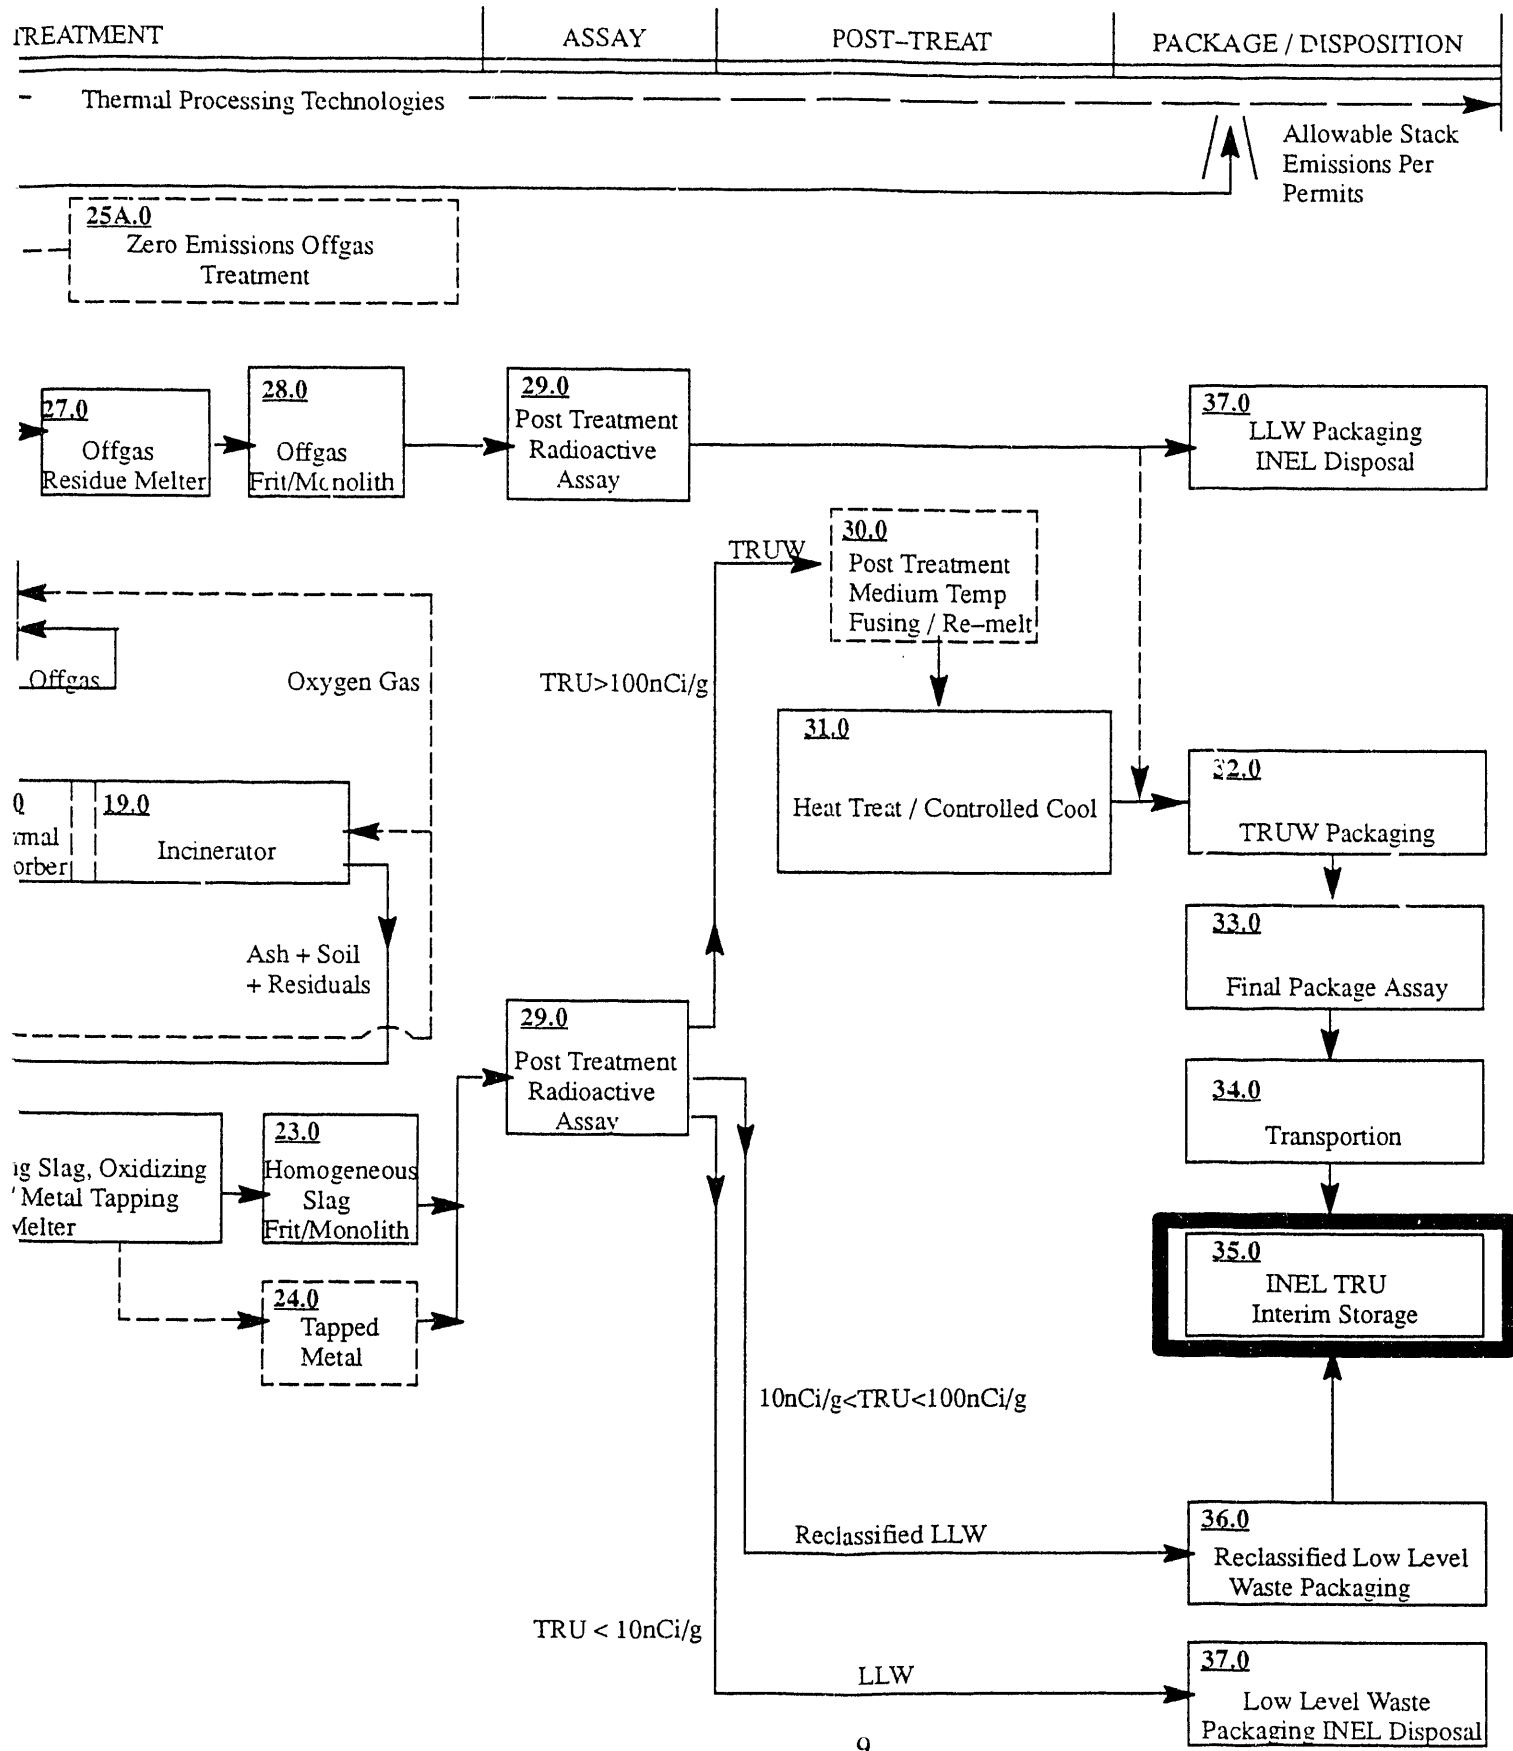 TREATMENT
ASSAY
POST–TREAT
PACKAGE / DISPOSITION
Thermal Processing Technologies
Allowable Stack
Emissions Per
Permits
25A.0
Zero Emissions Offgas
Treatment
27.0
Offgas
Residue Melter
28.0
Offgas
Frit/Monolith
29.0
Post Treatment
Radioactive
Assay
37.0
LLW Packaging
INEL Disposal
TRUW
30.0
Post Treatment
Medium Temp
Fusing / Re–melt
Offgas
Oxygen Gas
TRU>100nCi/g
31.0
Heat Treat / Controlled Cool
32.0
TRUW Packaging
0
rmal
orber
19.0
Incinerator
33.0
Final Package Assay
Ash + Soil
+ Residuals
29.0
Post Treatment
Radioactive
Assay
34.0
Transportion
ng Slag, Oxidizing
/ Metal Tapping
Melter
23.0
Homogeneous
Slag
Frit/Monolith
35.0
INEL TRU
Interim Storage
24.0
Tapped
Metal
10nCi/g<TRU<100nCi/g
Reclassified LLW
36.0
Reclassified Low Level
Waste Packaging
TRU < 10nCi/g
LLW
37.0
Low Level Waste
Packaging INEL Disposal
9